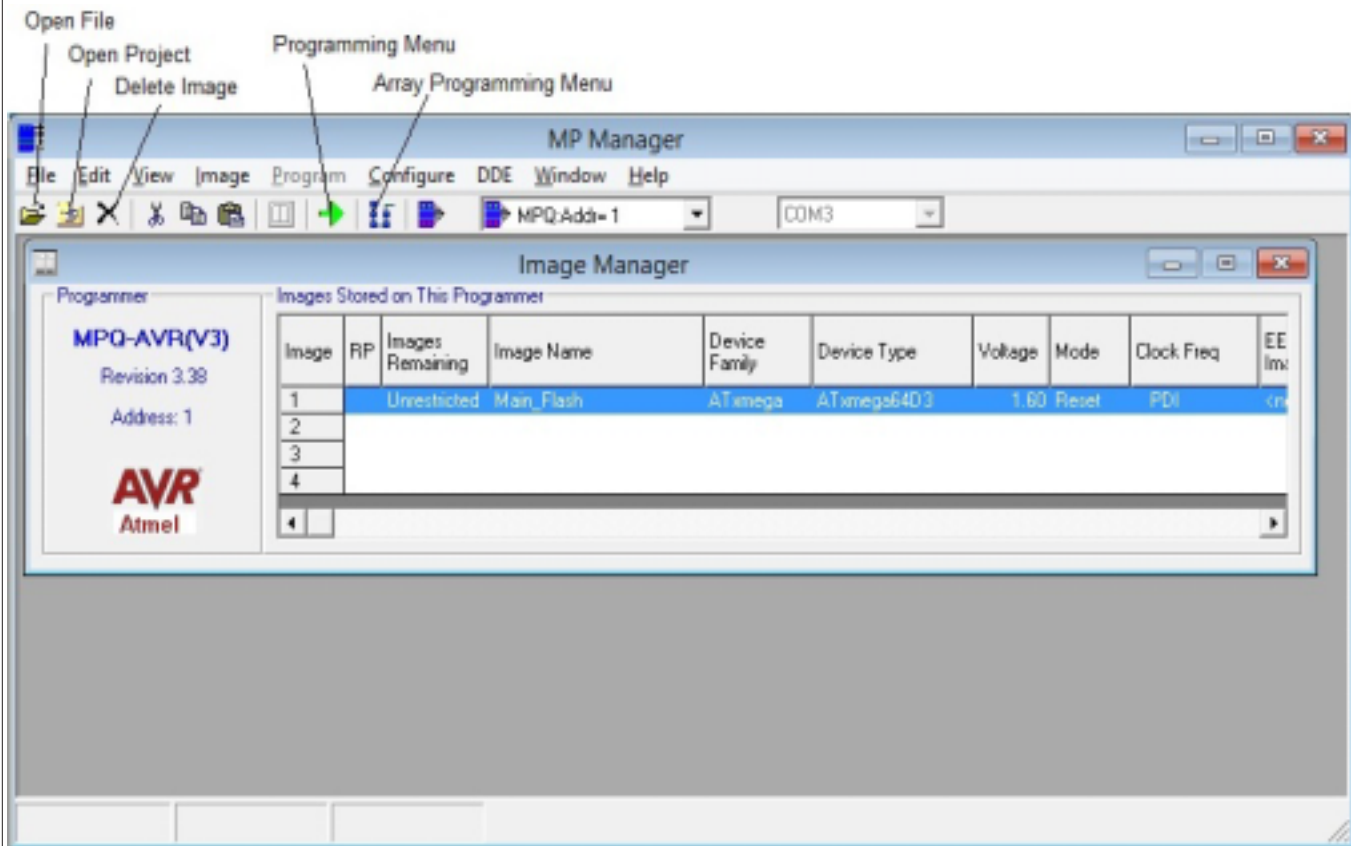 Open File
Open Project
Delete Image
Programming Menu
Array Programming Menu
MP Manager
File Edit View Image Program Configure DDE Window Help
MPQ:Addr= 1 COM3
Image Manager
Programmer
MPQ-AVR(V3)
Revision 3.38
Address: 1
AVR
Atmel
Images Stored on This Programmer
Image RP Images Remaining Image Name Device Family Device Type Voltage Mode Clock Freq EE
1 Unrestricted Main_Flash ATxmega ATxmega64D3 1.60 Reset PDI
2
3
4